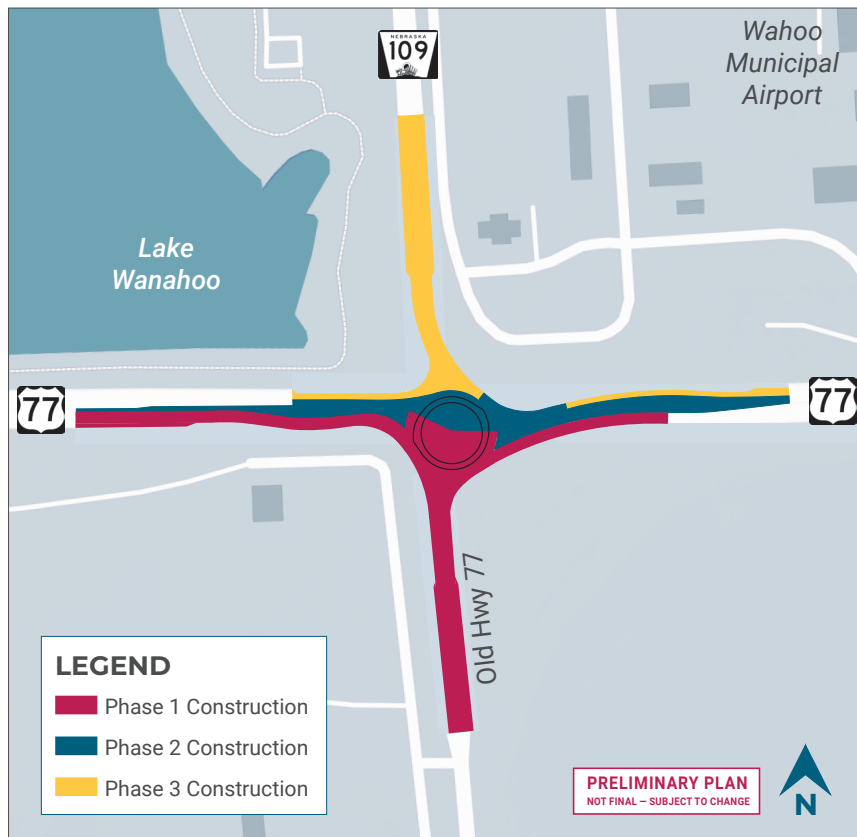 NEBRASKA
109
Wahoo
Municipal
Airport
Lake
Wanahoo
77
77
Old Hwy 77
LEGEND
Phase 1 Construction
Phase 2 Construction
Phase 3 Construction
PRELIMINARY PLAN
NOT FINAL – SUBJECT TO CHANGE
N